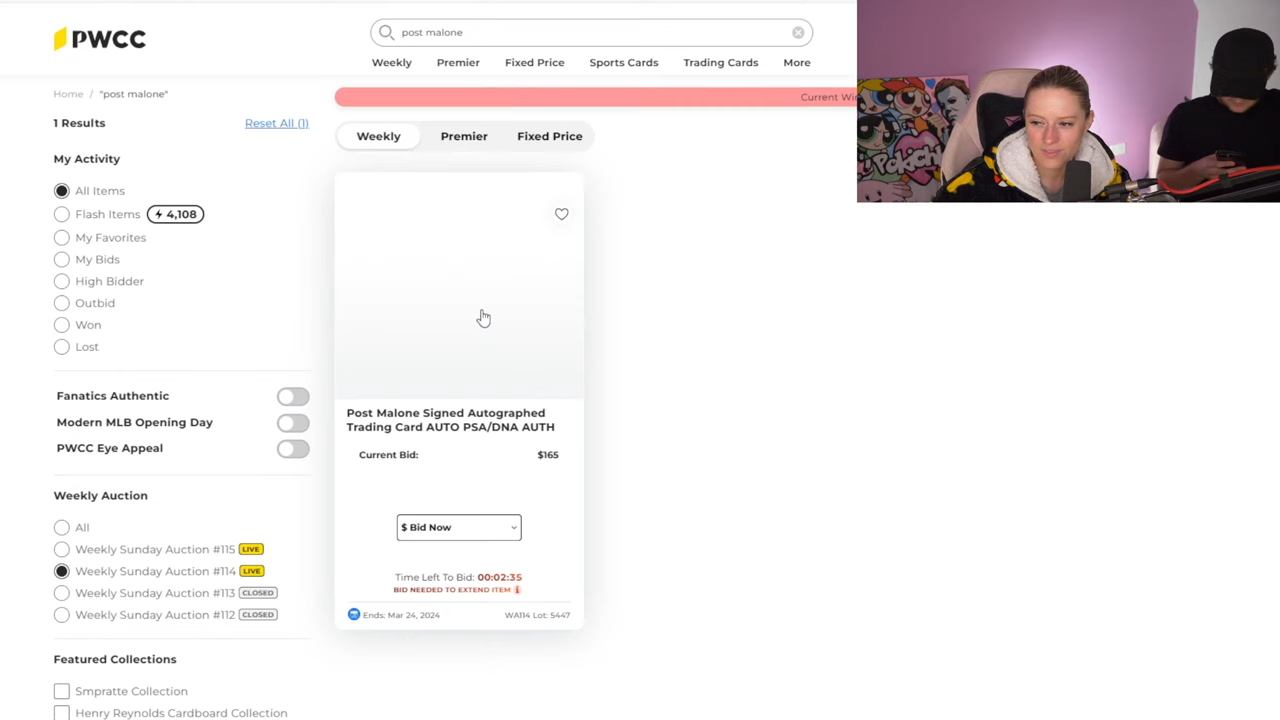 PWCC
post malone
Weekly Premier Fixed Price Sports Cards Trading Cards More
Home / "post malone"
Current Wi
1 Results Reset All (1)
Weekly Premier Fixed Price
My Activity
All Items
Flash Items 4,108
My Favorites
My Bids
High Bidder
Outbid
Won
Lost
Fanatics Authentic
Modern MLB Opening Day
PWCC Eye Appeal
Weekly Auction
All
Weekly Sunday Auction #115 LIVE
Weekly Sunday Auction #114 LIVE
Weekly Sunday Auction #113 CLOSED
Weekly Sunday Auction #112 CLOSED
Featured Collections
Smpratte Collection
Henry Reynolds Cardboard Collection
Post Malone Signed Autographed
Trading Card AUTO PSA/DNA AUTH
Current Bid: $165
$ Bid Now
Time Left To Bid: 00:02:35
BID NEEDED TO EXTEND ITEM
Ends: Mar 24, 2024 WA114 Lot: 5447
Pokichi